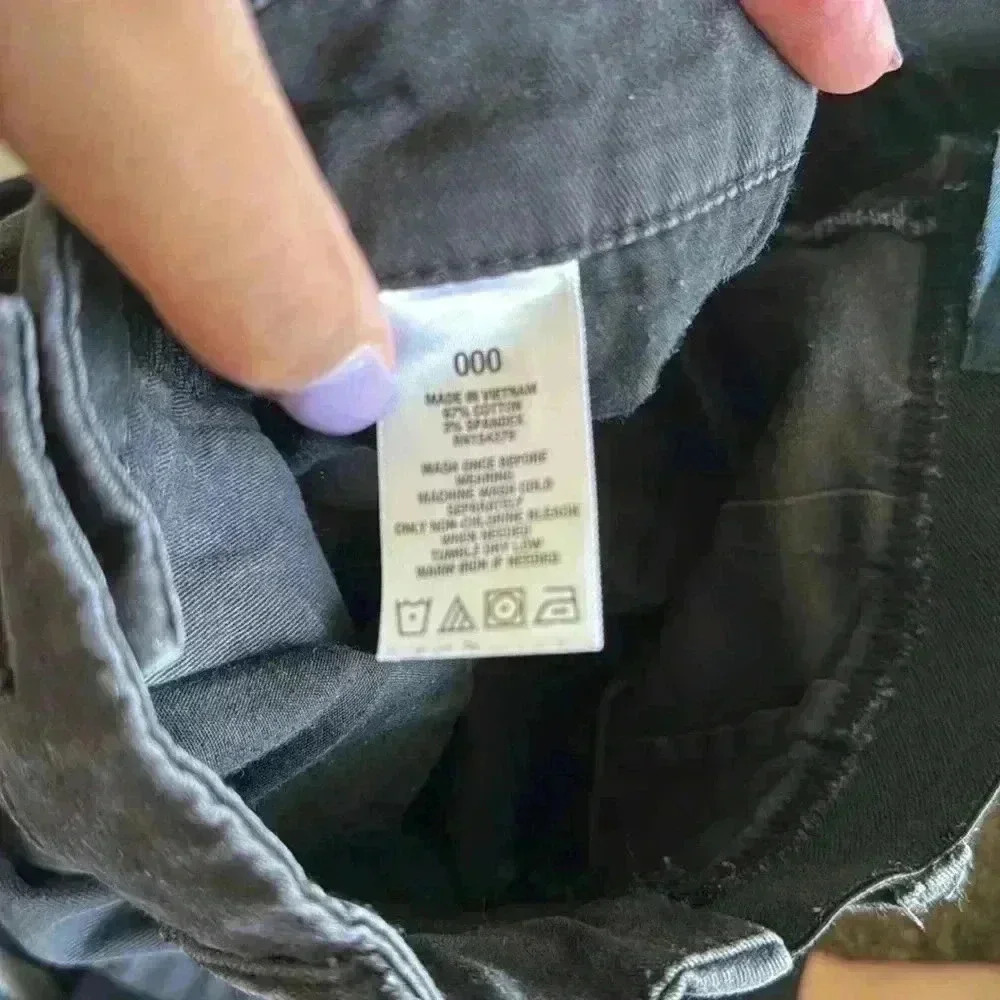 000
MADE IN VIETNAM
97% COTTON
3% SPANDEX
WASH ONCE BEFORE
WEARING
MACHINE WASH COLD
SEPARATELY
ONLY NON-CHLORINE BLEACH
WHEN NEEDED
TUMBLE DRY LOW
WARM IRON IF NEEDED